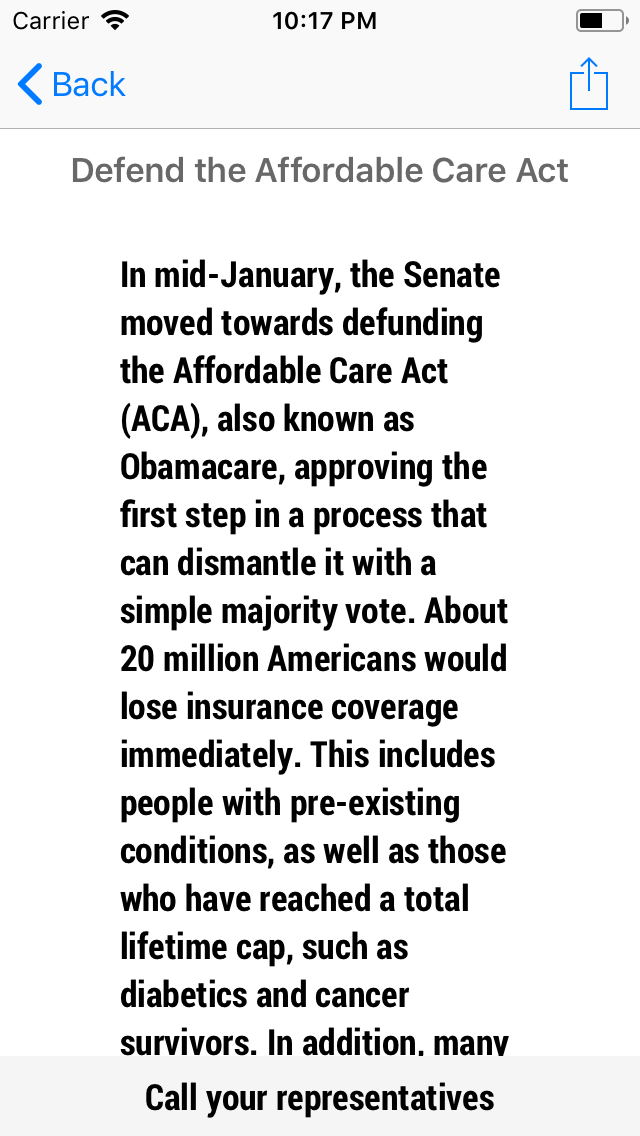 Carrier 10:17 PM
Back
Defend the Affordable Care Act
In mid-January, the Senate
moved towards defunding
the Affordable Care Act
(ACA), also known as
Obamacare, approving the
first step in a process that
can dismantle it with a
simple majority vote. About
20 million Americans would
lose insurance coverage
immediately. This includes
people with pre-existing
conditions, as well as those
who have reached a total
lifetime cap, such as
diabetics and cancer
survivors. In addition, many
Call your representatives